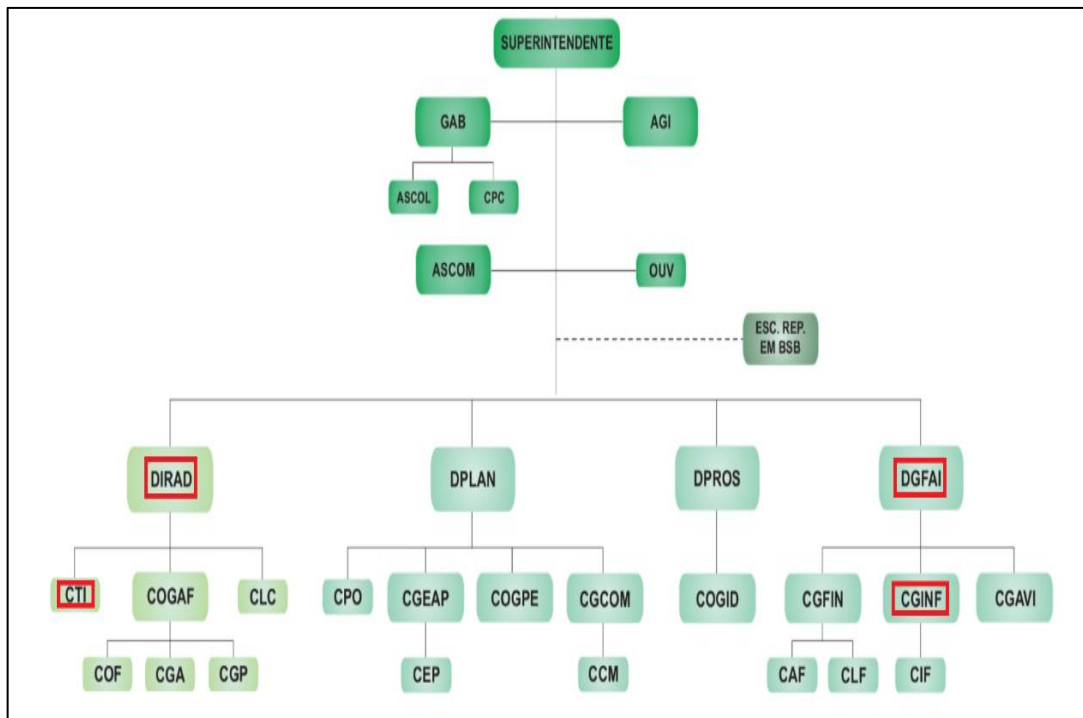 SUPERINTENDENTE
GAB
AGI
ASCOL
CPC
ASCOM
OUV
ESC. REP.
EM BSB
DIRAD
DPLAN
DPROS
DGFAI
CTI
COGAF
CLC
CPO
CGEAP
COGPE
CGCOM
COGID
CGFIN
CGINF
CGAVI
COF
CGA
CGP
CEP
CCM
CAF
CLF
CIF